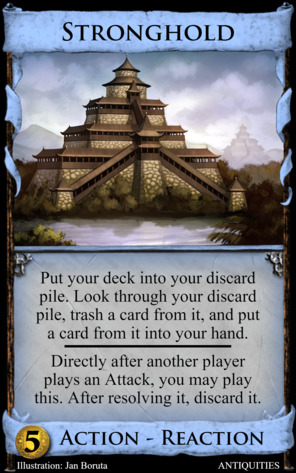 STRONGHOLD
Put your deck into your discard
pile. Look through your discard
pile, trash a card from it, and put
a card from it into your hand.
Directly after another player
plays an Attack, you may play
this. After resolving it, discard it.
5 ACTION - REACTION
Illustration: Jan Boruta ANTIQUITIES